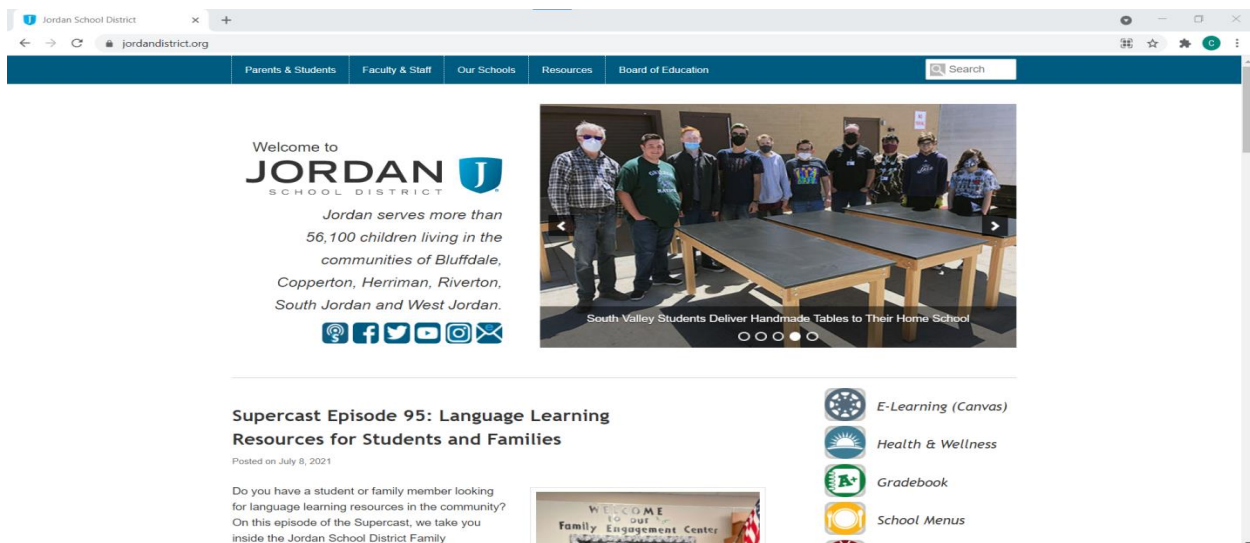 Jordan School District
jordandistrict.org
Parents & Students Faculty & Staff Our Schools Resources Board of Education Search
Welcome to
JORDAN J
SCHOOL DISTRICT
Jordan serves more than
56,100 children living in the
communities of Bluffdale,
Copperton, Herriman, Riverton,
South Jordan and West Jordan.
South Valley Students Deliver Handmade Tables to Their Home School
Supercast Episode 95: Language Learning
Resources for Students and Families
Posted on July 8, 2021
Do you have a student or family member looking
for language learning resources in the community?
On this episode of the Supercast, we take you
inside the Jordan School District Family
WELCOME
to our
Family Engagement Center
E-Learning (Canvas)
Health & Wellness
A+
Gradebook
School Menus